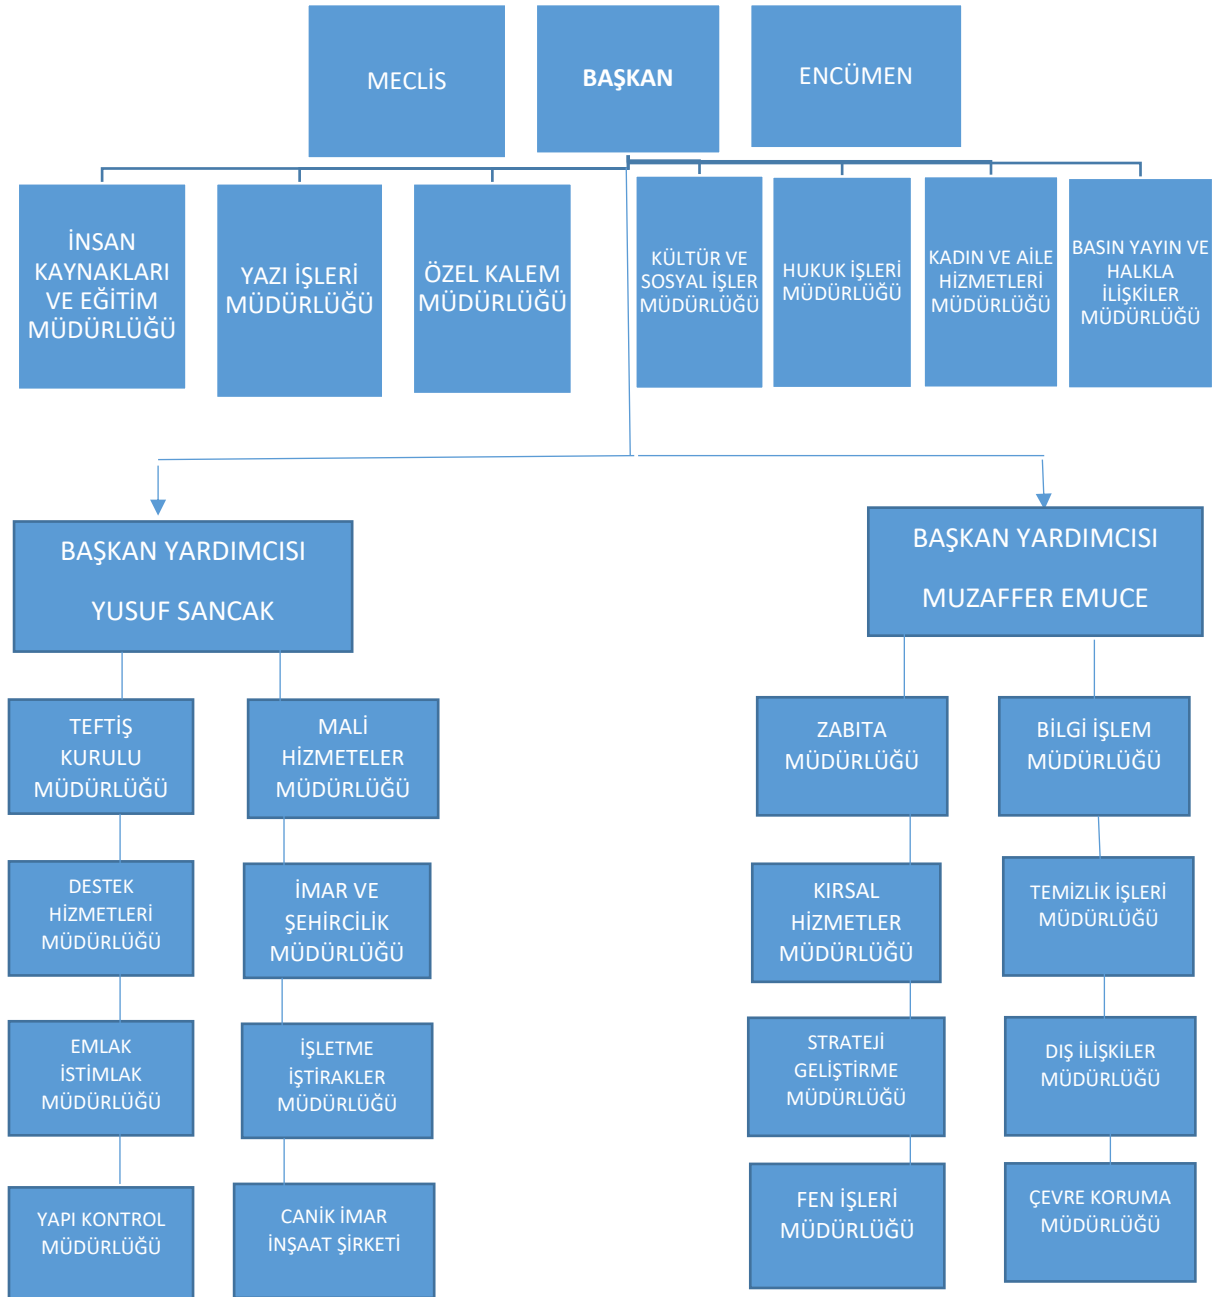 MECLİS
BAŞKAN
ENCÜMEN
İNSAN
KAYNAKLARI
VE EĞİTİM
MÜDÜRLÜĞÜ
YAZI İŞLERİ
MÜDÜRLÜĞÜ
ÖZEL KALEM
MÜDÜRLÜĞÜ
KÜLTÜR VE
SOSYAL İŞLER
MÜDÜRLÜĞÜ
HUKUK İŞLERİ
MÜDÜRLÜĞÜ
KADIN VE AİLE
HİZMETLERİ
MÜDÜRLÜĞÜ
BASIN YAYIN VE
HALKLA
İLİŞKİLER
MÜDÜRLÜĞÜ
BAŞKAN YARDIMCISI
YUSUF SANCAK
BAŞKAN YARDIMCISI
MUZAFFER EMUCE
TEFTİŞ
KURULU
MÜDÜRLÜĞÜ
MALİ
HİZMETELER
MÜDÜRLÜĞÜ
ZABITA
MÜDÜRLÜĞÜ
BİLGİ İŞLEM
MÜDÜRLÜĞÜ
DESTEK
HİZMETLERİ
MÜDÜRLÜĞÜ
İMAR VE
ŞEHİRCİLİK
MÜDÜRLÜĞÜ
KIRSAL
HİZMETLER
MÜDÜRLÜĞÜ
TEMİZLİK İŞLERİ
MÜDÜRLÜĞÜ
EMLAK
İSTİMLAK
MÜDÜRLÜĞÜ
İŞLETME
İŞTİRAKLER
MÜDÜRLÜĞÜ
STRATEJİ
GELİŞTİRME
MÜDÜRLÜĞÜ
DIŞ İLİŞKİLER
MÜDÜRLÜĞÜ
YAPI KONTROL
MÜDÜRLÜĞÜ
CANİK İMAR
İNŞAAT ŞİRKETİ
FEN İŞLERİ
MÜDÜRLÜĞÜ
ÇEVRE KORUMA
MÜDÜRLÜĞÜ